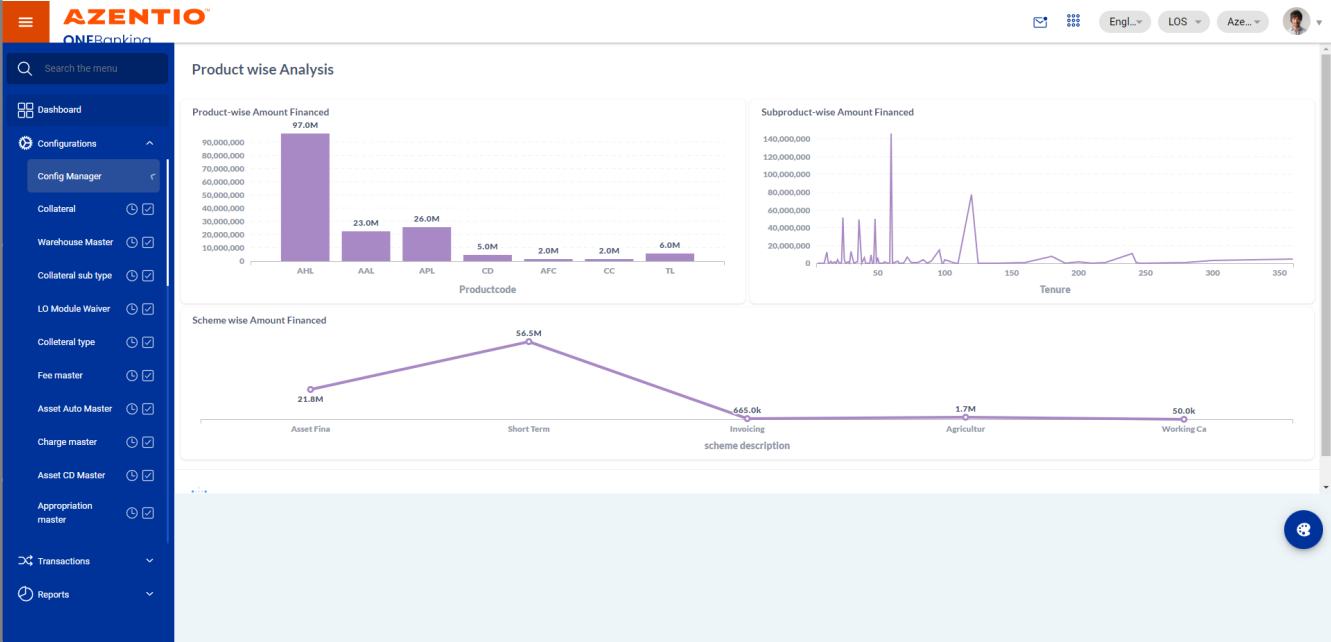 AZENTIO™
ONEBanking
Engl...
LOS
Aze...
Search the menu
Dashboard
Configurations
Config Manager
Collateral
Warehouse Master
Collateral sub type
LO Module Waiver
Colleteral type
Fee master
Asset Auto Master
Charge master
Asset CD Master
Appropriation
master
Transactions
Reports
Product wise Analysis
Product-wise Amount Financed
97.0M
90,000,000
80,000,000
70,000,000
60,000,000
50,000,000
40,000,000
30,000,000
20,000,000
10,000,000
0
23.0M
26.0M
5.0M
2.0M
2.0M
6.0M
AHL AAL APL CD AFC CC TL
Productcode
Subproduct-wise Amount Financed
140,000,000
120,000,000
100,000,000
80,000,000
60,000,000
40,000,000
20,000,000
0
50 100 150 200 250 300 350
Tenure
Scheme wise Amount Financed
56.5M
21.8M
665.0k
1.7M
50.0k
Asset Fina Short Term Invoicing Agricultur Working Ca
scheme description